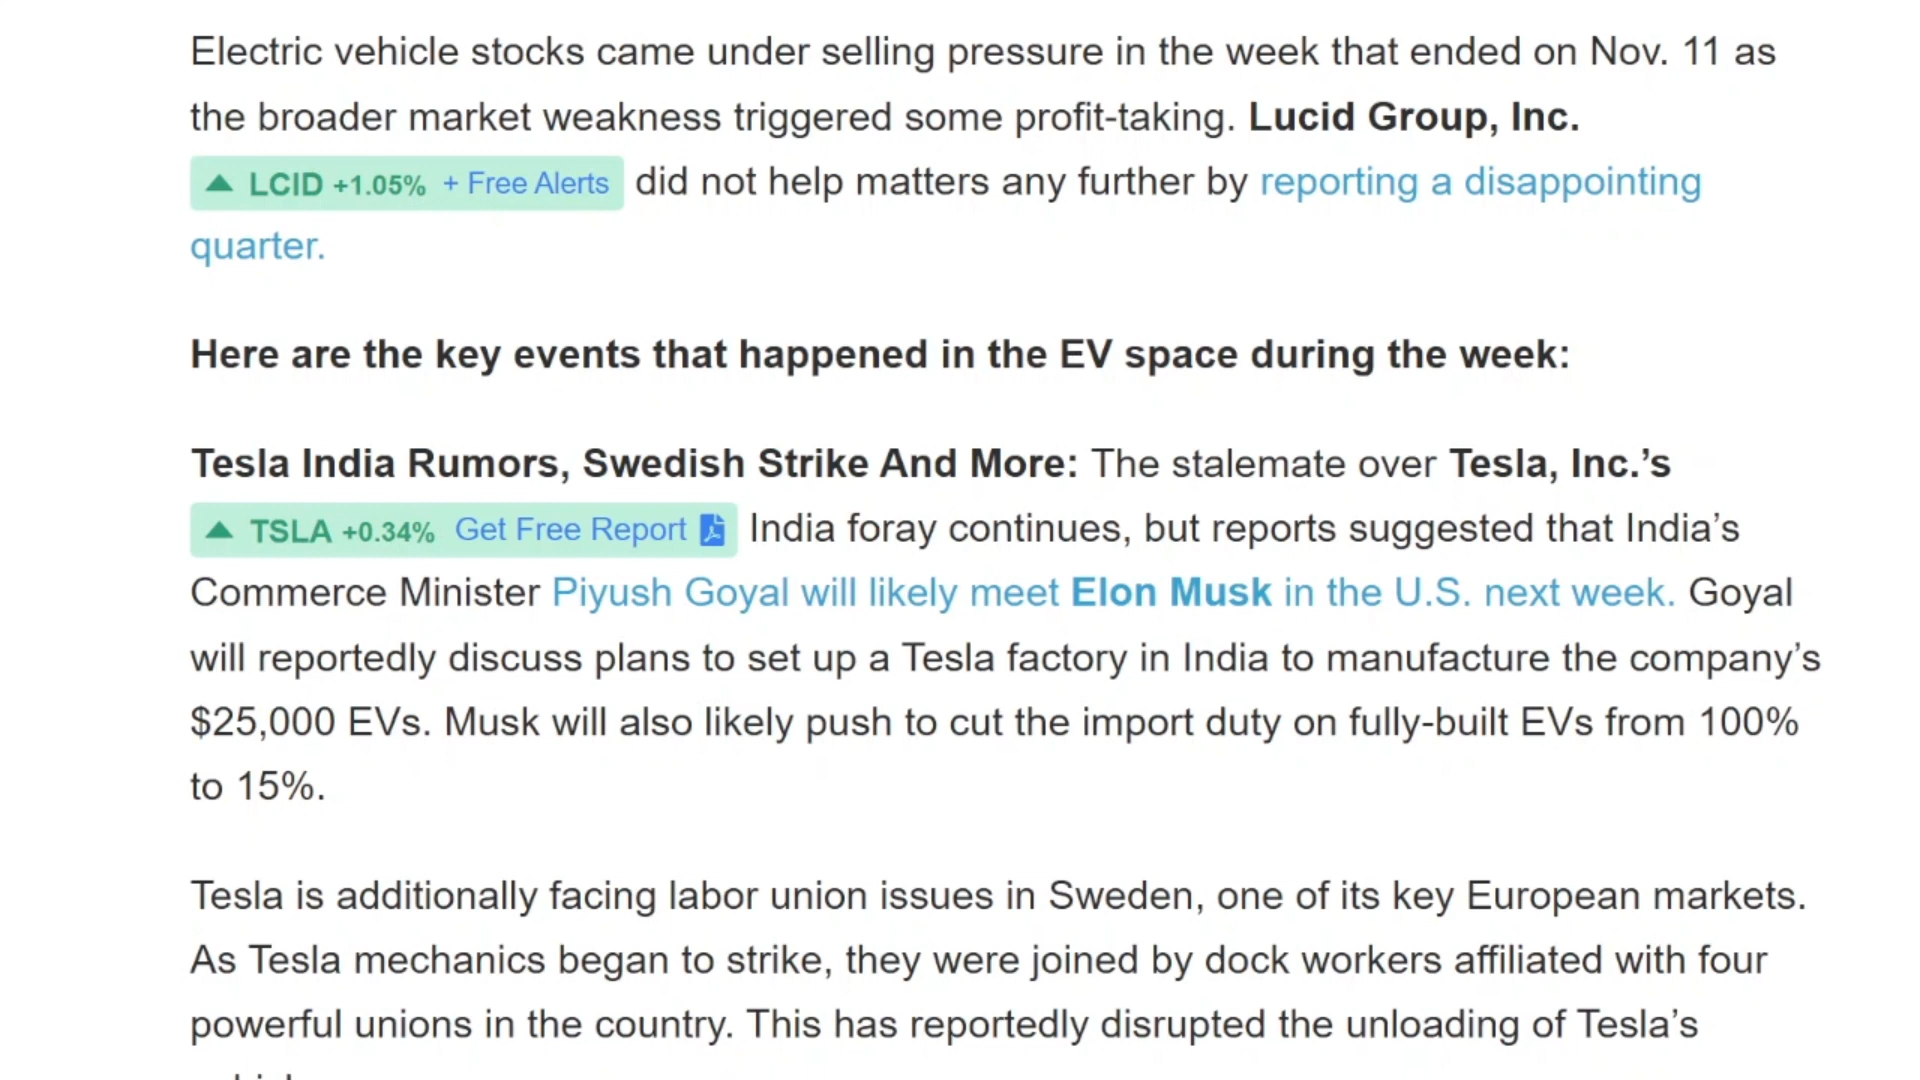 Electric vehicle stocks came under selling pressure in the week that ended on Nov. 11 as
the broader market weakness triggered some profit-taking. Lucid Group, Inc.
▲ LCID +1.05% + Free Alerts did not help matters any further by reporting a disappointing
quarter.
Here are the key events that happened in the EV space during the week:
Tesla India Rumors, Swedish Strike And More: The stalemate over Tesla, Inc.’s
▲ TSLA +0.34% Get Free Report India foray continues, but reports suggested that India’s
Commerce Minister Piyush Goyal will likely meet Elon Musk in the U.S. next week. Goyal
will reportedly discuss plans to set up a Tesla factory in India to manufacture the company’s
$25,000 EVs. Musk will also likely push to cut the import duty on fully-built EVs from 100%
to 15%.
Tesla is additionally facing labor union issues in Sweden, one of its key European markets.
As Tesla mechanics began to strike, they were joined by dock workers affiliated with four
powerful unions in the country. This has reportedly disrupted the unloading of Tesla’s